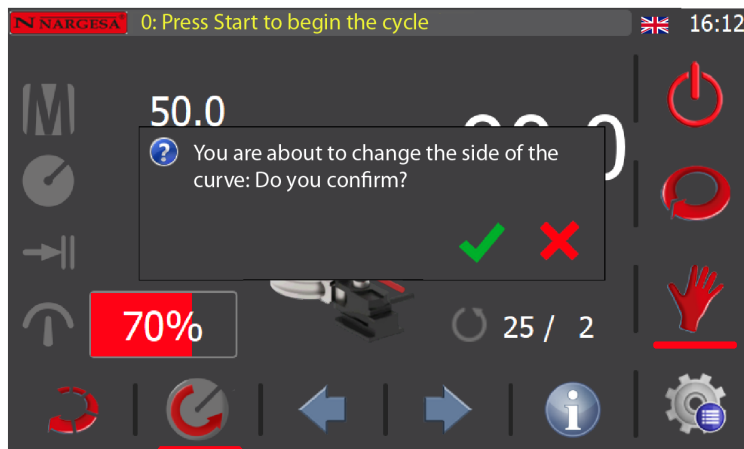 NARGESA 0: Press Start to begin the cycle 16:12
50.0
You are about to change the side of the
curve: Do you confirm?
70%
25 / 2